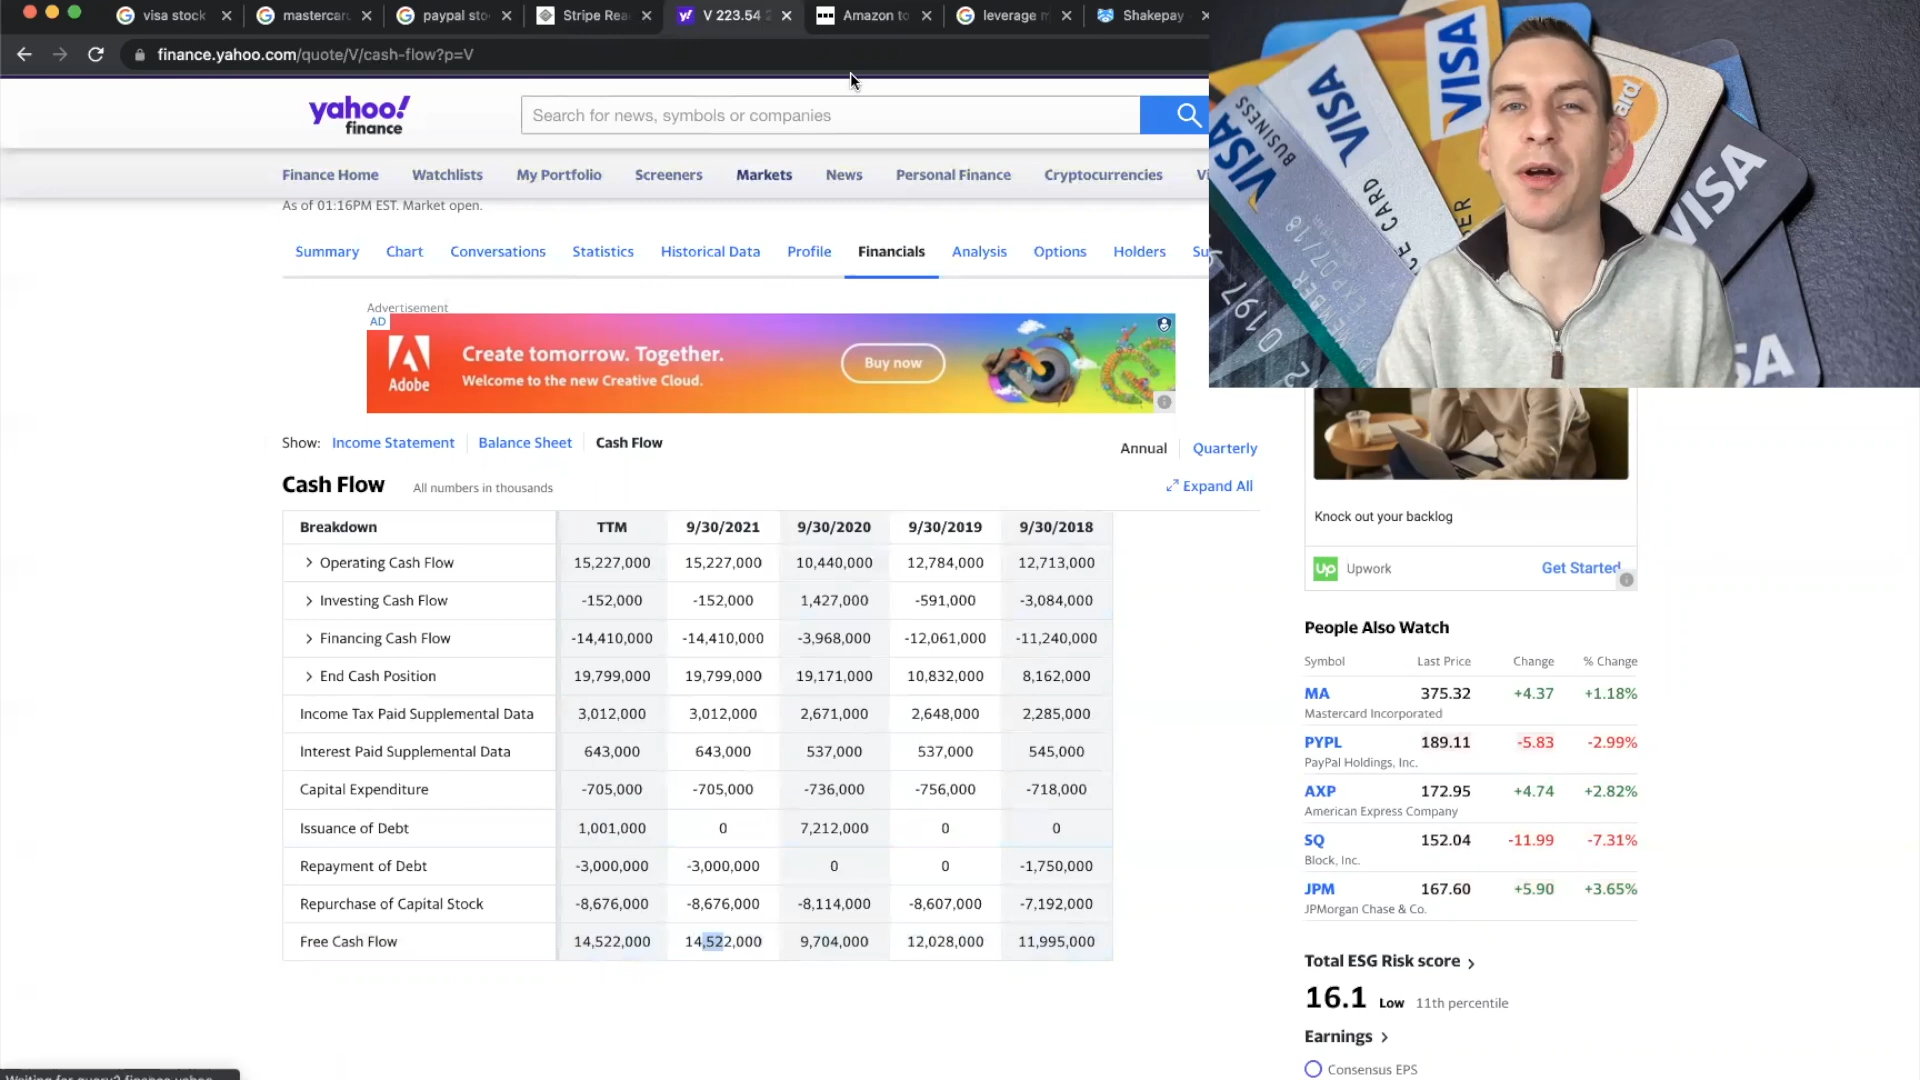 visa stock
mastercar
paypal sto
Stripe Rea
V 223.54 2
Amazon to
leverage m
Shakepay
finance.yahoo.com/quote/V/cash-flow?p=V
yahoo!
finance
Search for news, symbols or companies
Finance Home Watchlists My Portfolio Screeners Markets News Personal Finance Cryptocurrencies Vi
As of 01:16PM EST. Market open.
Summary Chart Conversations Statistics Historical Data Profile Financials Analysis Options Holders Su
Advertisement
AD
Adobe
Create tomorrow. Together.
Welcome to the new Creative Cloud.
Buy now
Show: Income Statement Balance Sheet Cash Flow
Annual Quarterly
Cash Flow All numbers in thousands
Expand All
Breakdown TTM 9/30/2021 9/30/2020 9/30/2019 9/30/2018
Operating Cash Flow 15,227,000 15,227,000 10,440,000 12,784,000 12,713,000
Investing Cash Flow -152,000 -152,000 1,427,000 -591,000 -3,084,000
Financing Cash Flow -14,410,000 -14,410,000 -3,968,000 -12,061,000 -11,240,000
End Cash Position 19,799,000 19,799,000 19,171,000 10,832,000 8,162,000
Income Tax Paid Supplemental Data 3,012,000 3,012,000 2,671,000 2,648,000 2,285,000
Interest Paid Supplemental Data 643,000 643,000 537,000 537,000 545,000
Capital Expenditure -705,000 -705,000 -736,000 -756,000 -718,000
Issuance of Debt 1,001,000 0 7,212,000 0 0
Repayment of Debt -3,000,000 -3,000,000 0 0 -1,750,000
Repurchase of Capital Stock -8,676,000 -8,676,000 -8,114,000 -8,607,000 -7,192,000
Free Cash Flow 14,522,000 14,522,000 9,704,000 12,028,000 11,995,000
VISA
BUSINESS
VISA
CE CARD
VISA
card
VISA
0197
MEMBER
EXP 07/18
SA
Knock out your backlog
Up Upwork Get Started
People Also Watch
Symbol Last Price Change % Change
MA 375.32 +4.37 +1.18%
Mastercard Incorporated
PYPL 189.11 -5.83 -2.99%
PayPal Holdings, Inc.
AXP 172.95 +4.74 +2.82%
American Express Company
SQ 152.04 -11.99 -7.31%
Block, Inc.
JPM 167.60 +5.90 +3.65%
JPMorgan Chase & Co.
Total ESG Risk score
16.1 Low 11th percentile
Earnings
Consensus EPS